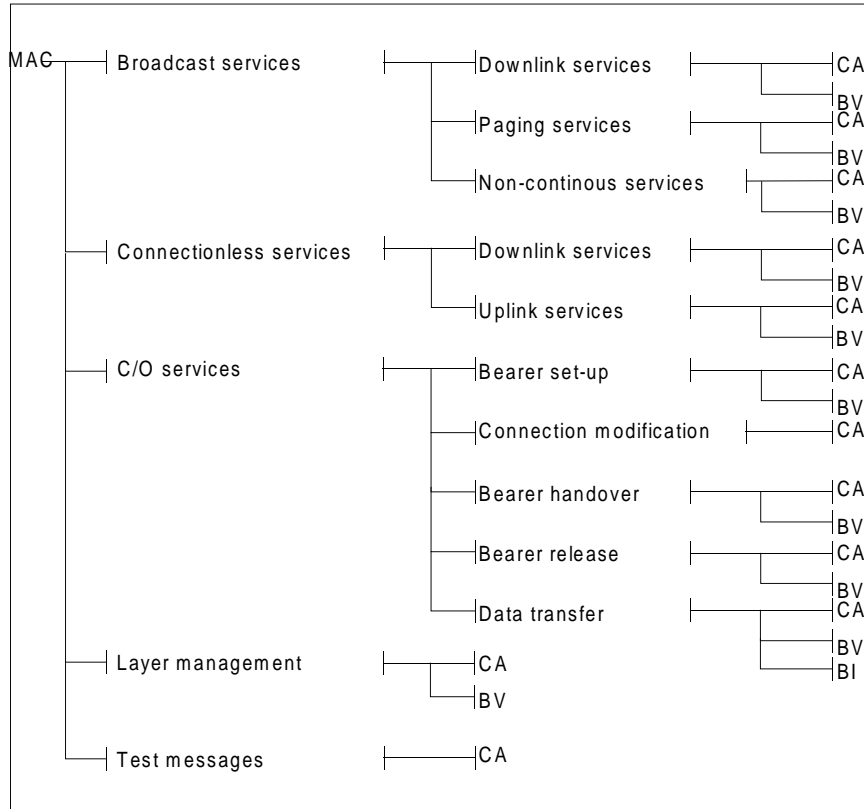 MAC Broadcast services Downlink services CA
BV
Paging services CA
BV
Non-continous services CA
BV
Connectionless services Downlink services CA
BV
Uplink services CA
BV
C/O services Bearer set-up CA
BV
Connection modification CA
Bearer handover CA
BV
Bearer release CA
BV
Data transfer CA
BV
BI
Layer management CA
BV
Test messages CA